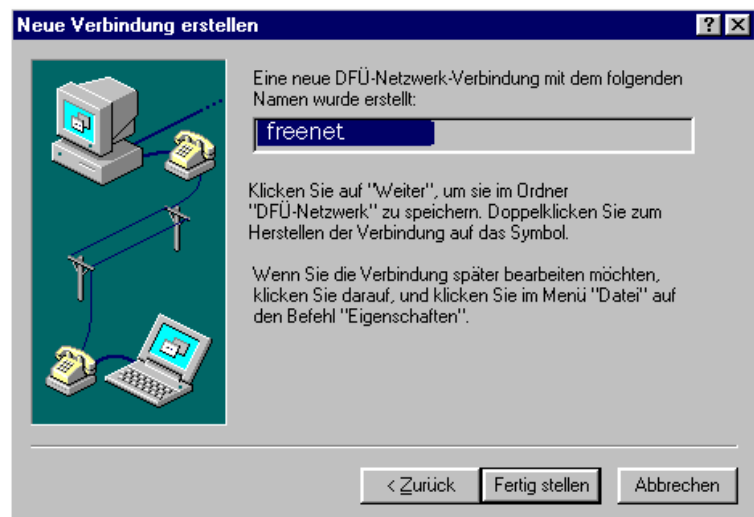 Neue Verbindung erstellen
Eine neue DFÜ-Netzwerk-Verbindung mit dem folgenden
Namen wurde erstellt:
freenet
Klicken Sie auf "Weiter", um sie im Ordner
"DFÜ-Netzwerk" zu speichern. Doppelklicken Sie zum
Herstellen der Verbindung auf das Symbol.
Wenn Sie die Verbindung später bearbeiten möchten,
klicken Sie darauf, und klicken Sie im Menü "Datei" auf
den Befehl "Eigenschaften".
< Zurück Fertig stellen Abbrechen